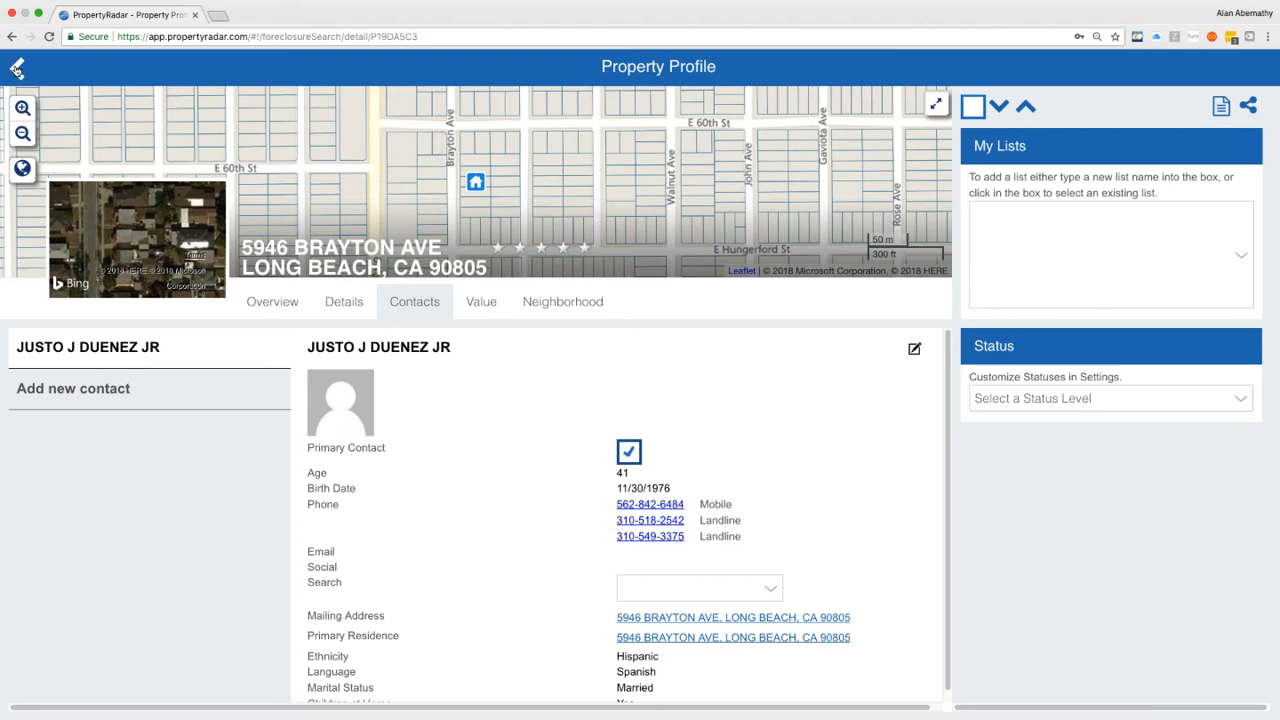 Alan Abernathy
PropertyRadar - Property Prof
Secure
https://app.propertyradar.com/#!/foreclosureSearch/detail/P19DA5C3
Property Profile
E 60th St
E 60th St
Brayton Ave
Walnut Ave
John Ave
Gaviota Ave
Rose Ave
E Hungerford St
50 m
300 ft
Leaflet | © 2018 Microsoft Corporation, © 2018 HERE
Bing
© 2018 HERE © 2018 Microsoft
Corporation
Terms
5946 BRAYTON AVE
LONG BEACH, CA 90805
Overview
Details
Contacts
Value
Neighborhood
My Lists
To add a list either type a new list name into the box, or
click in the box to select an existing list.
Status
Customize Statuses in Settings.
Select a Status Level
JUSTO J DUENEZ JR
Add new contact
JUSTO J DUENEZ JR
Primary Contact
Age 41
Birth Date 11/30/1976
Phone 562-842-6484 Mobile
310-518-2542 Landline
310-549-3375 Landline
Email
Social
Search
Mailing Address 5946 BRAYTON AVE, LONG BEACH, CA 90805
Primary Residence 5946 BRAYTON AVE, LONG BEACH, CA 90805
Ethnicity Hispanic
Language Spanish
Marital Status Married